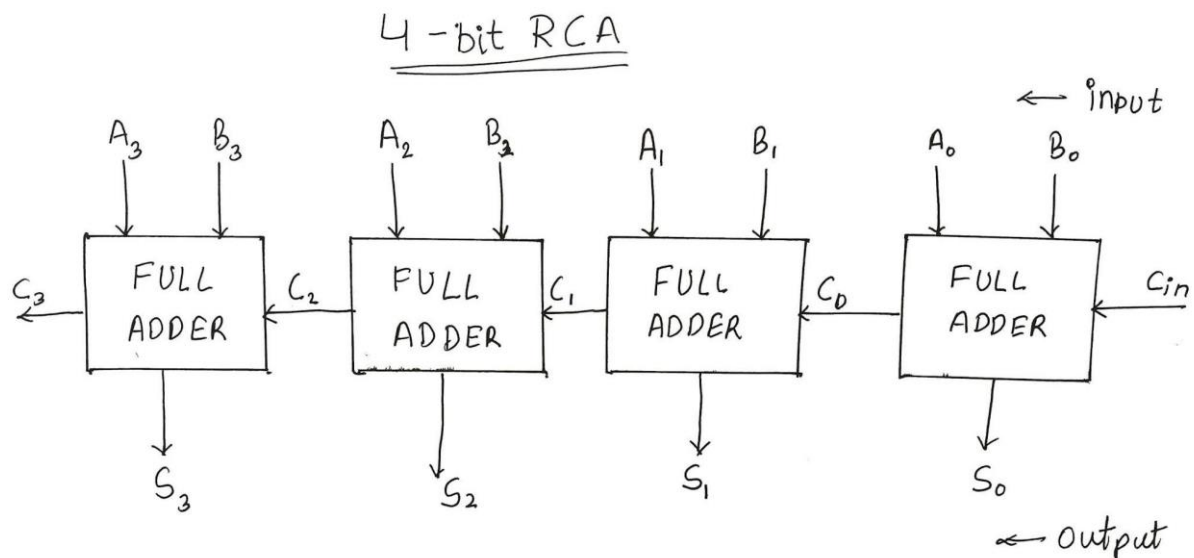 4-bit RCA
← input
A₃ B₃ A₂ B₂ A₁ B₁ A₀ B₀
FULL FULL FULL FULL
C₃ C₂ C₁ C₀ Cin
ADDER ADDER ADDER ADDER
S₃ S₂ S₁ S₀
← output